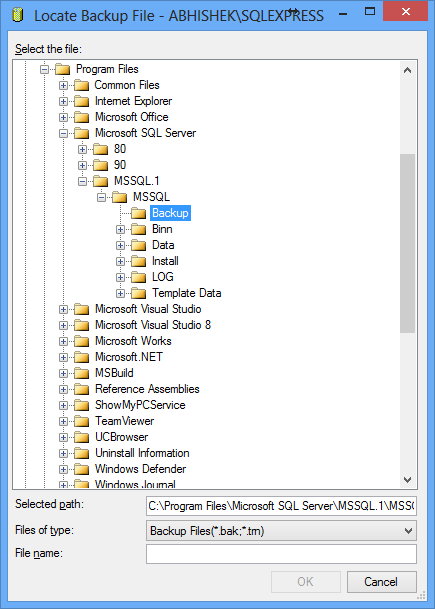 Locate Backup File - ABHISHEK\SQLEXPRESS
Select the file:
Program Files
Common Files
Internet Explorer
Microsoft Office
Microsoft SQL Server
80
90
MSSQL.1
MSSQL
Backup
Binn
Data
Install
LOG
Template Data
Microsoft Visual Studio
Microsoft Visual Studio 8
Microsoft Works
Microsoft.NET
MSBuild
Reference Assemblies
ShowMyPCService
TeamViewer
UCBrowser
Uninstall Information
Windows Defender
Windows Journal
Selected path: C:\Program Files\Microsoft SQL Server\MSSQL.1\MSSQ
Files of type: Backup Files(*.bak;*.trn)
File name:
OK Cancel